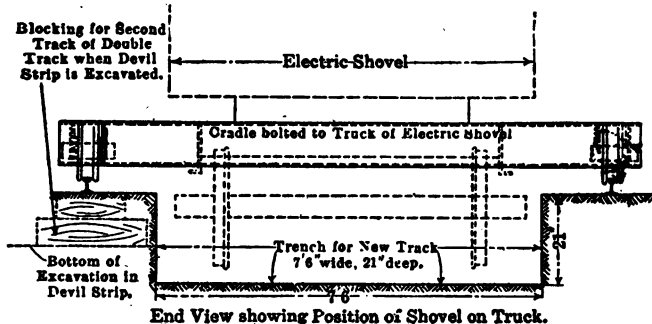 Blocking for Second
Track of Double
Track when Devil
Strip is Excavated.
Electric Shovel
Cradle bolted to Truck of Electric Shovel
Trench for New Track
7'6" wide, 21" deep.
21"
Bottom of
Excavation in
Devil Strip.
7'6"
End View showing Position of Shovel on Truck.